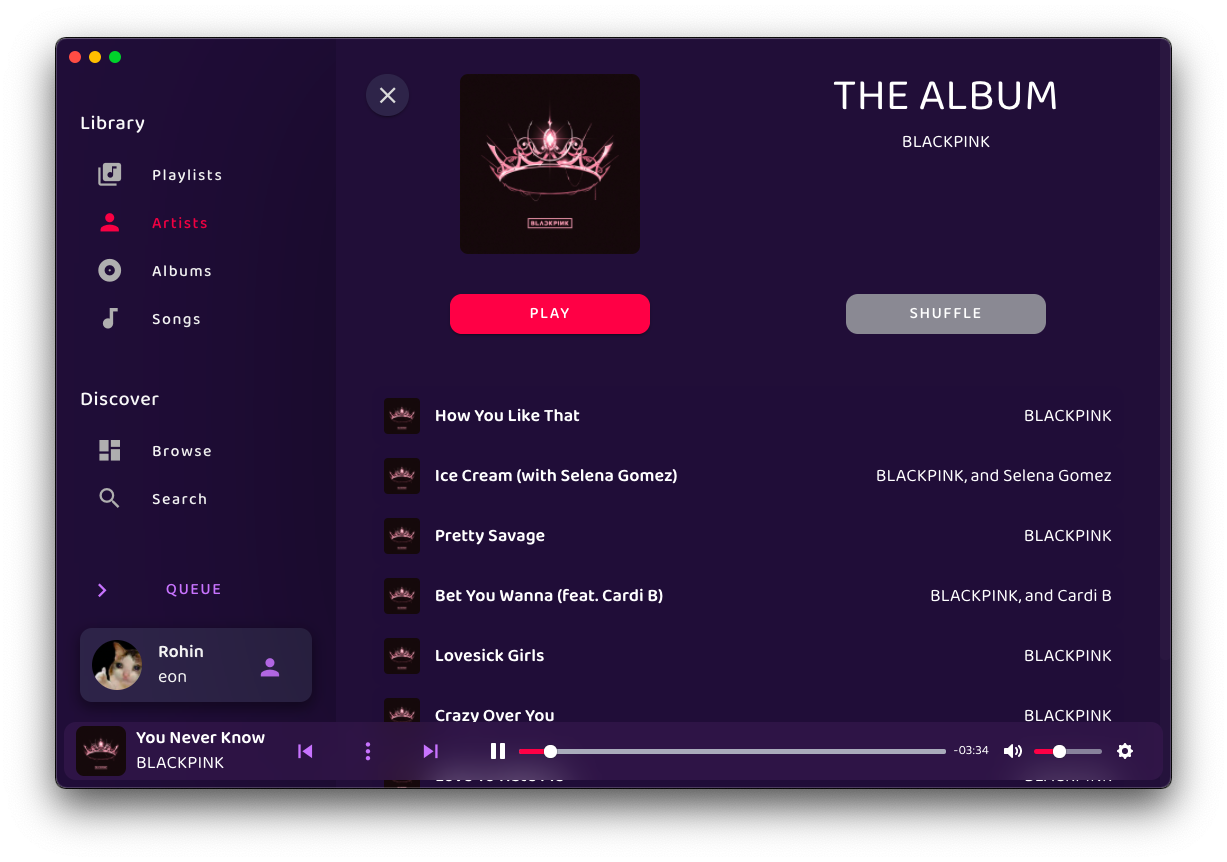 Library
Playlists
Artists
Albums
Songs
Discover
Browse
Search
QUEUE
Rohin
eon
BLACKPINK
THE ALBUM
BLACKPINK
PLAY
SHUFFLE
How You Like That
BLACKPINK
Ice Cream (with Selena Gomez)
BLACKPINK, and Selena Gomez
Pretty Savage
BLACKPINK
Bet You Wanna (feat. Cardi B)
BLACKPINK, and Cardi B
Lovesick Girls
BLACKPINK
Crazy Over You
BLACKPINK
You Never Know
BLACKPINK
-03:34